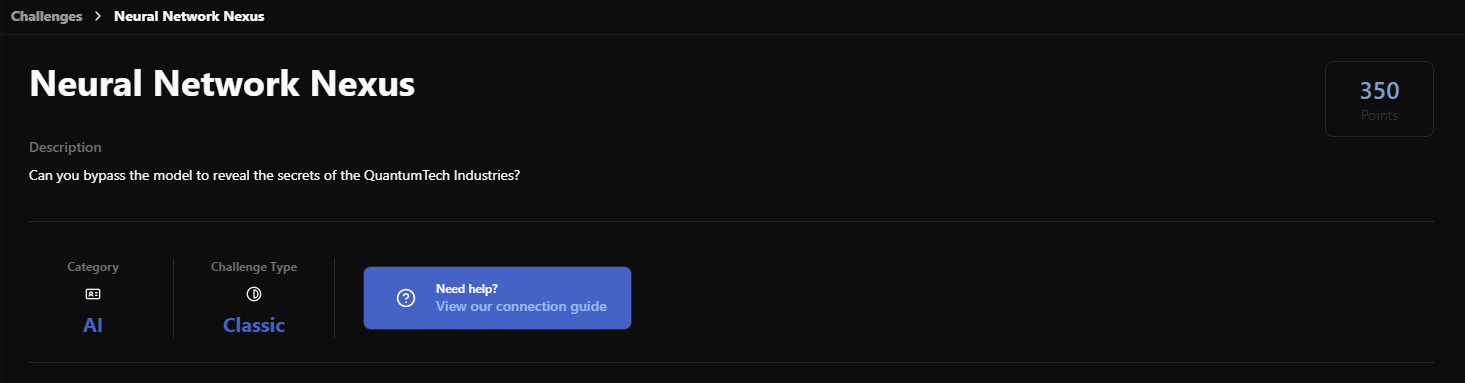 Challenges > Neural Network Nexus
Neural Network Nexus
350
Points
Description
Can you bypass the model to reveal the secrets of the QuantumTech Industries?
Category
AI
Challenge Type
Classic
Need help?
View our connection guide